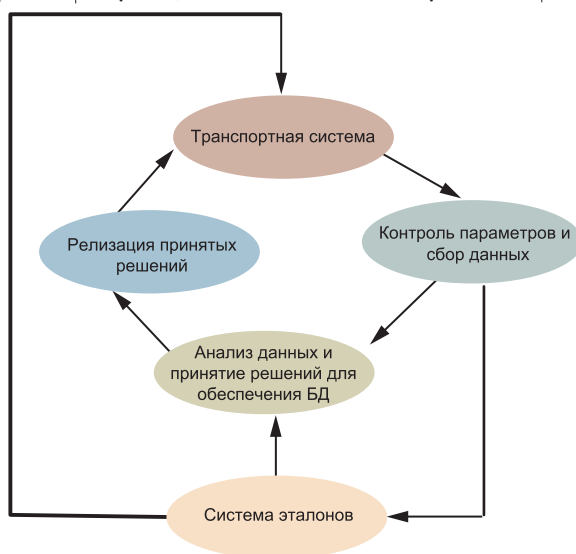 Транспортная система
Контроль параметров и
сбор данных
Релизация принятых
решений
Анализ данных и
принятие решений для
обеспечения БД
Система эталонов